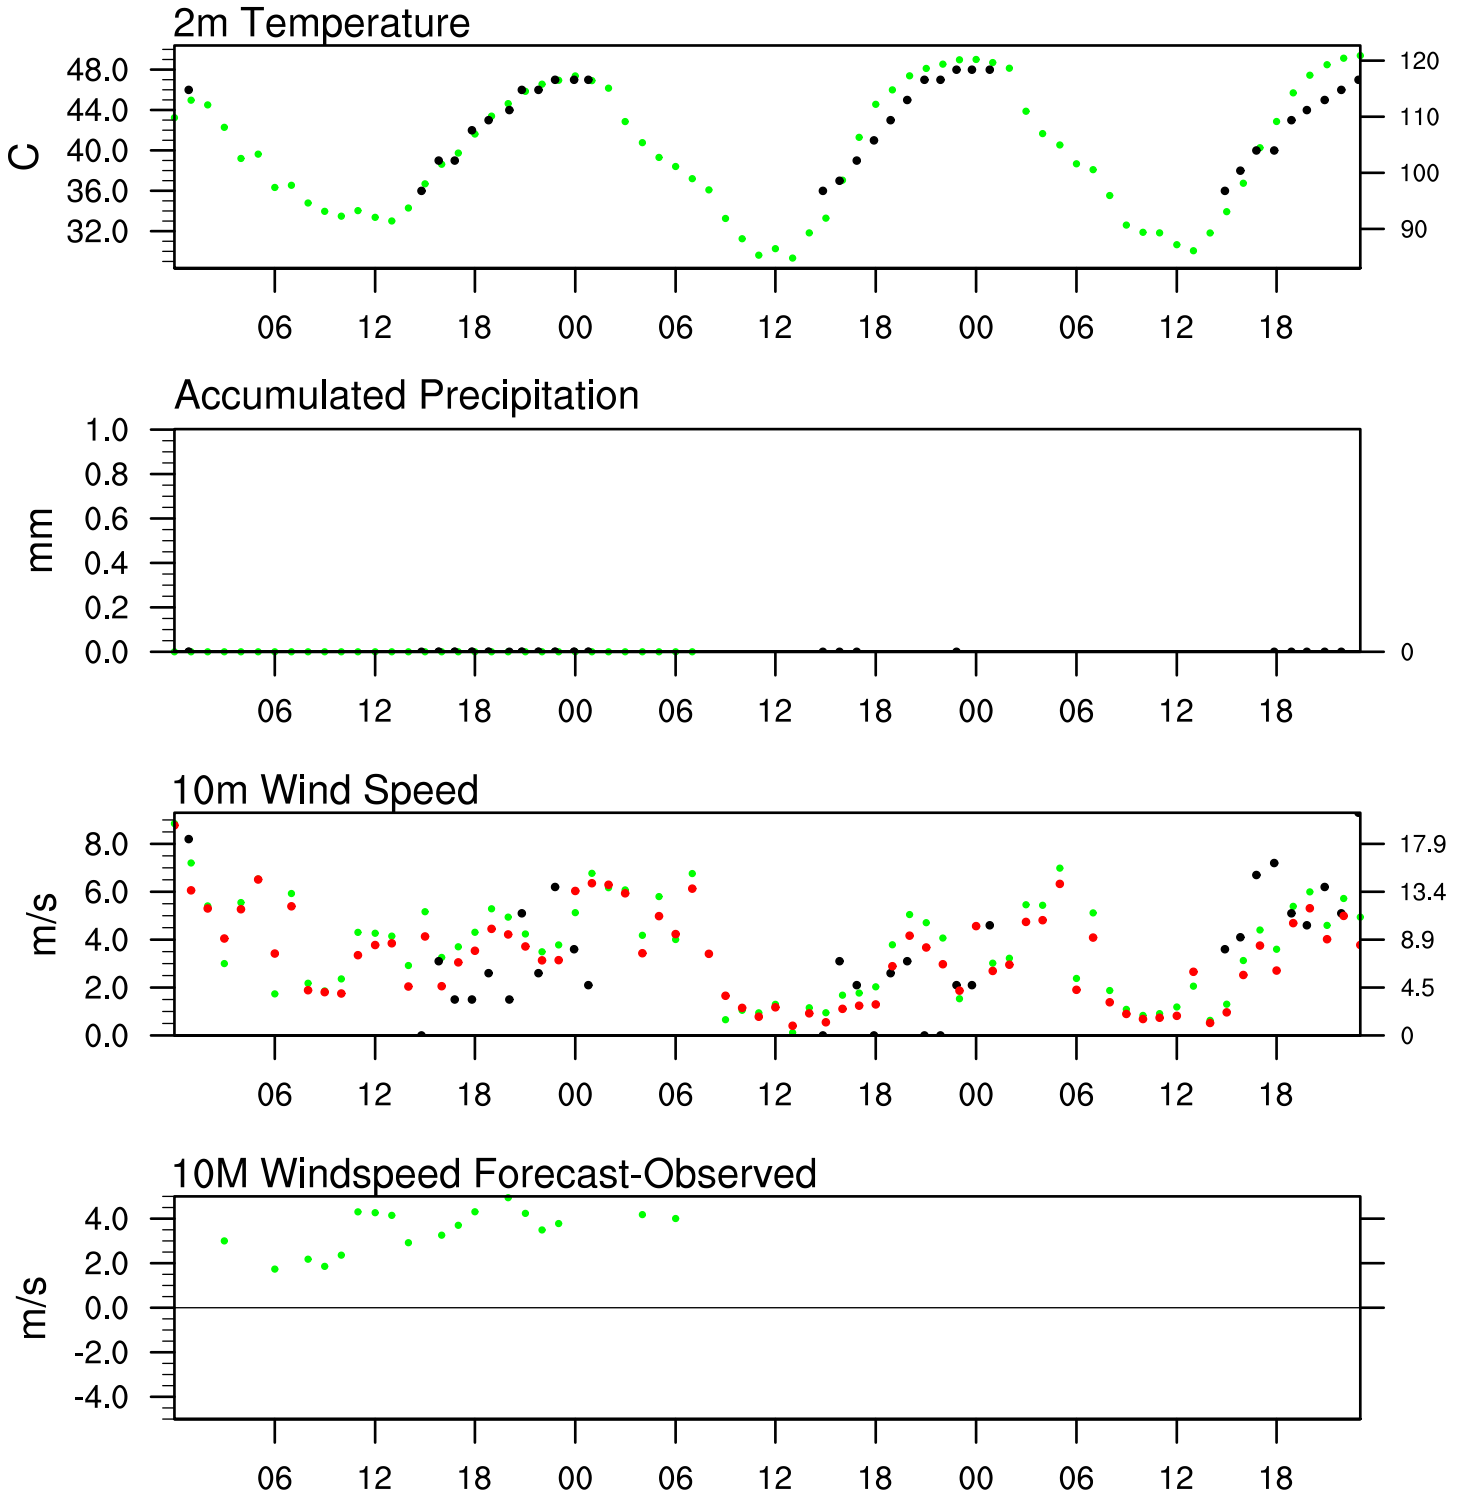 2m Temperature
48.0 120
44.0 110
40.0
C
36.0 100
32.0 90
06 12 18 00 06 12 18 00 06 12 18
Accumulated Precipitation
1.0
0.8
0.6
mm
0.4
0.2
0.0 0
06 12 18 00 06 12 18 00 06 12 18
10m Wind Speed
8.0 17.9
6.0 13.4
m/s
4.0 8.9
2.0 4.5
0.0 0
06 12 18 00 06 12 18 00 06 12 18
10M Windspeed Forecast-Observed
4.0
2.0
m/s
0.0
-2.0
-4.0
06 12 18 00 06 12 18 00 06 12 18